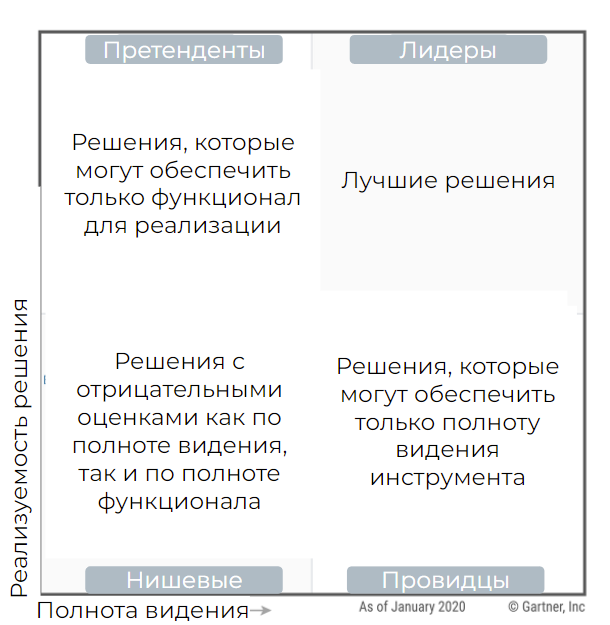 Претенденты
Лидеры
Решения, которые
могут обеспечить
только функционал
для реализации
Лучшие решения
Реализуемость решения
Решения с
отрицательными
оценками как по
полноте видения,
так и по полноте
функционала
Решения, которые
могут обеспечить
только полноту
видения
инструмента
Нишевые
Провидцы
Полнота видения
As of January 2020
© Gartner, Inc